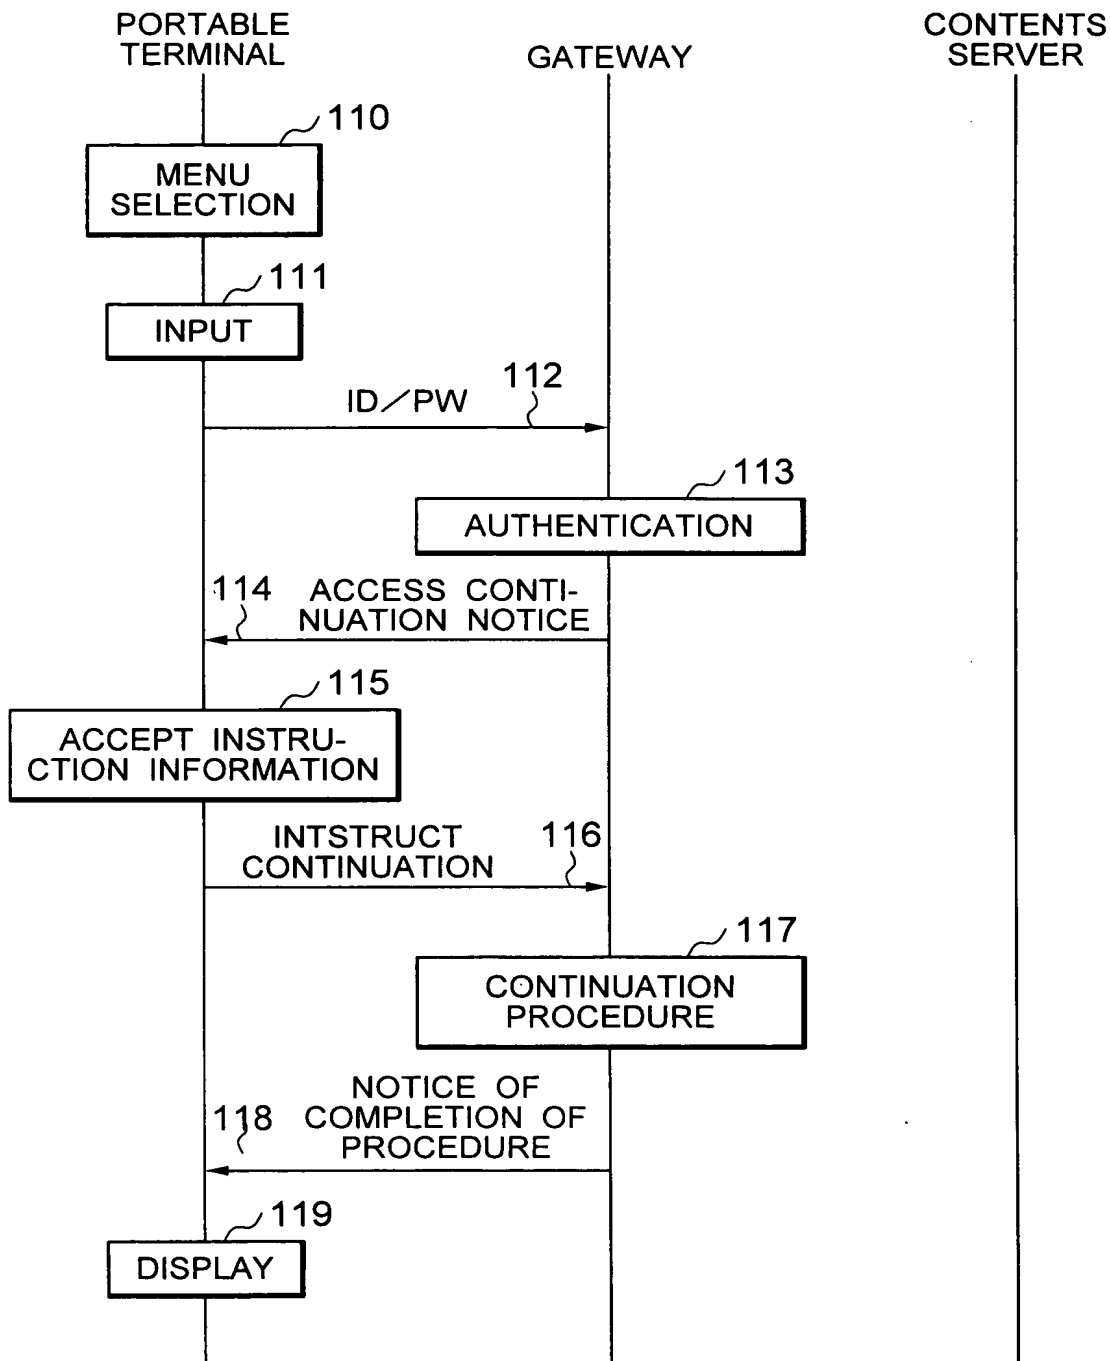 PORTABLE
TERMINAL
GATEWAY
CONTENTS
SERVER
110
MENU
SELECTION
111
INPUT
ID/PW
112
113
AUTHENTICATION
114
ACCESS CONTI-
NUATION NOTICE
115
ACCEPT INSTRU-
CTION INFORMATION
INTSTRUCT
CONTINUATION
116
117
CONTINUATION
PROCEDURE
118
NOTICE OF
COMPLETION OF
PROCEDURE
119
DISPLAY